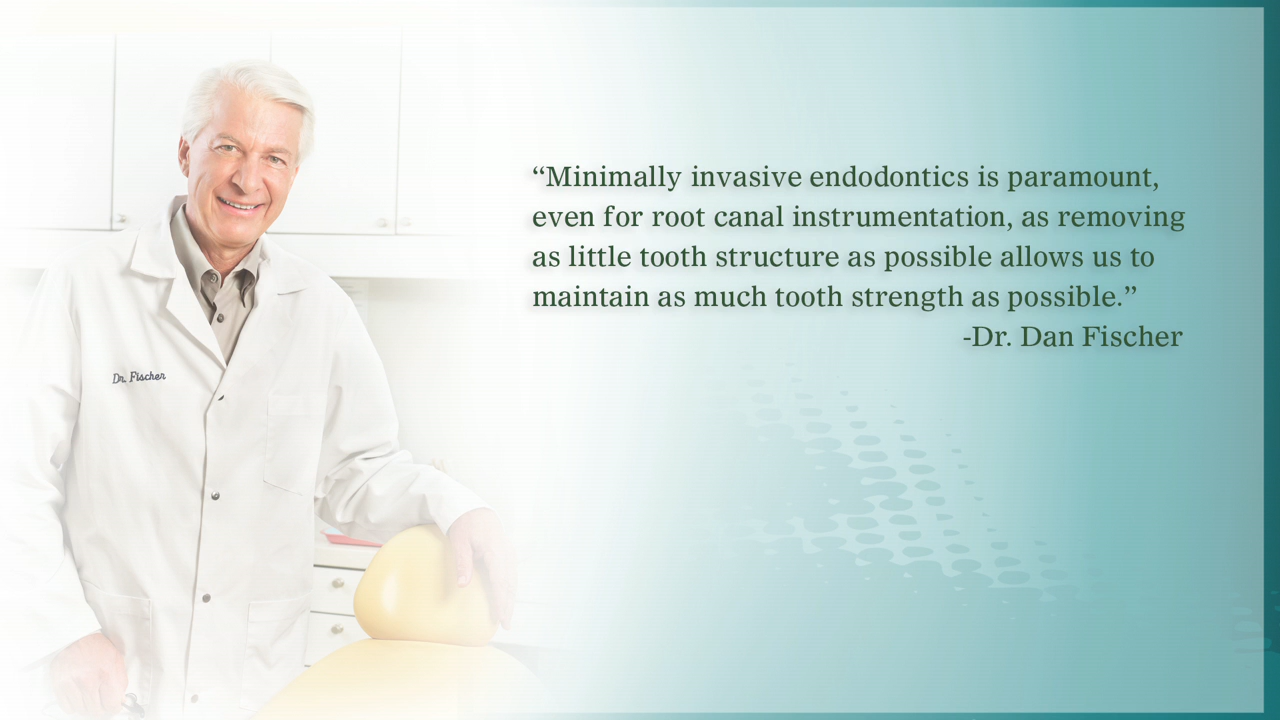 “Minimally invasive endodontics is paramount,
even for root canal instrumentation, as removing
as little tooth structure as possible allows us to
maintain as much tooth strength as possible.”
-Dr. Dan Fischer
Dr. Fischer